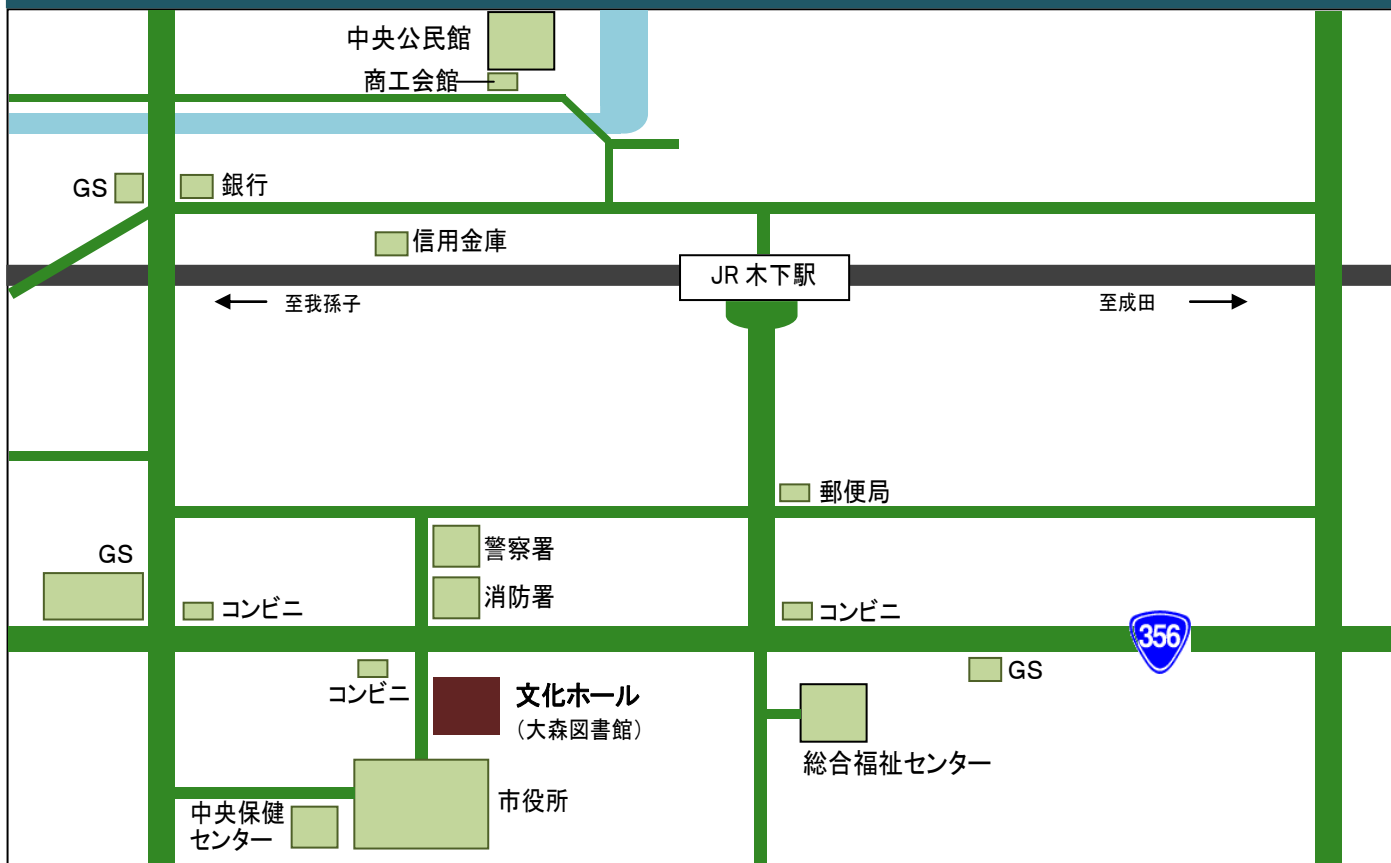 中央公民館
商工会館
GS
銀行
信用金庫
JR 木下駅
至我孫子
至成田
郵便局
警察署
GS
消防署
コンビニ
コンビニ
356
GS
コンビニ
文化ホール
（大森図書館）
総合福祉センター
市役所
中央保健
センター